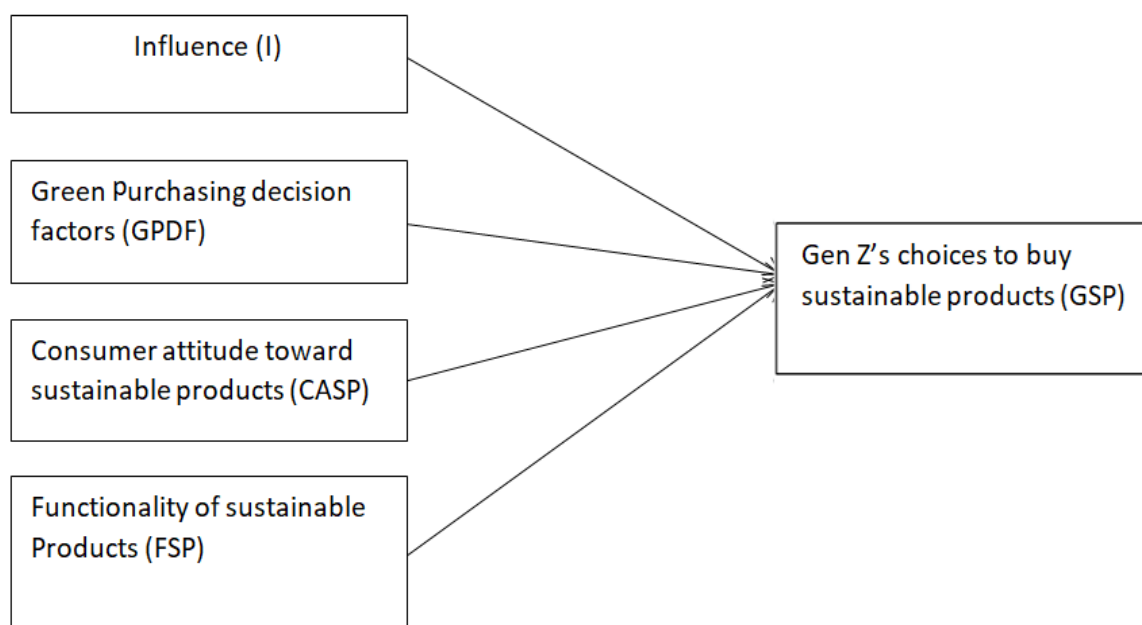 Influence (I)
Green Purchasing decision
factors (GPDF)
Consumer attitude toward
sustainable products (CASP)
Functionality of sustainable
Products (FSP)
Gen Z’s choices to buy
sustainable products (GSP)